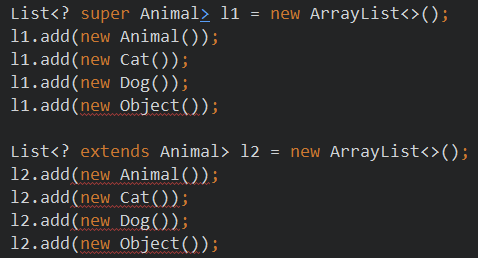 List<? super Animal> l1 = new ArrayList<>();
l1.add(new Animal());
l1.add(new Cat());
l1.add(new Dog());
l1.add(new Object());
List<? extends Animal> l2 = new ArrayList<>();
l2.add(new Animal());
l2.add(new Cat());
l2.add(new Dog());
l2.add(new Object());